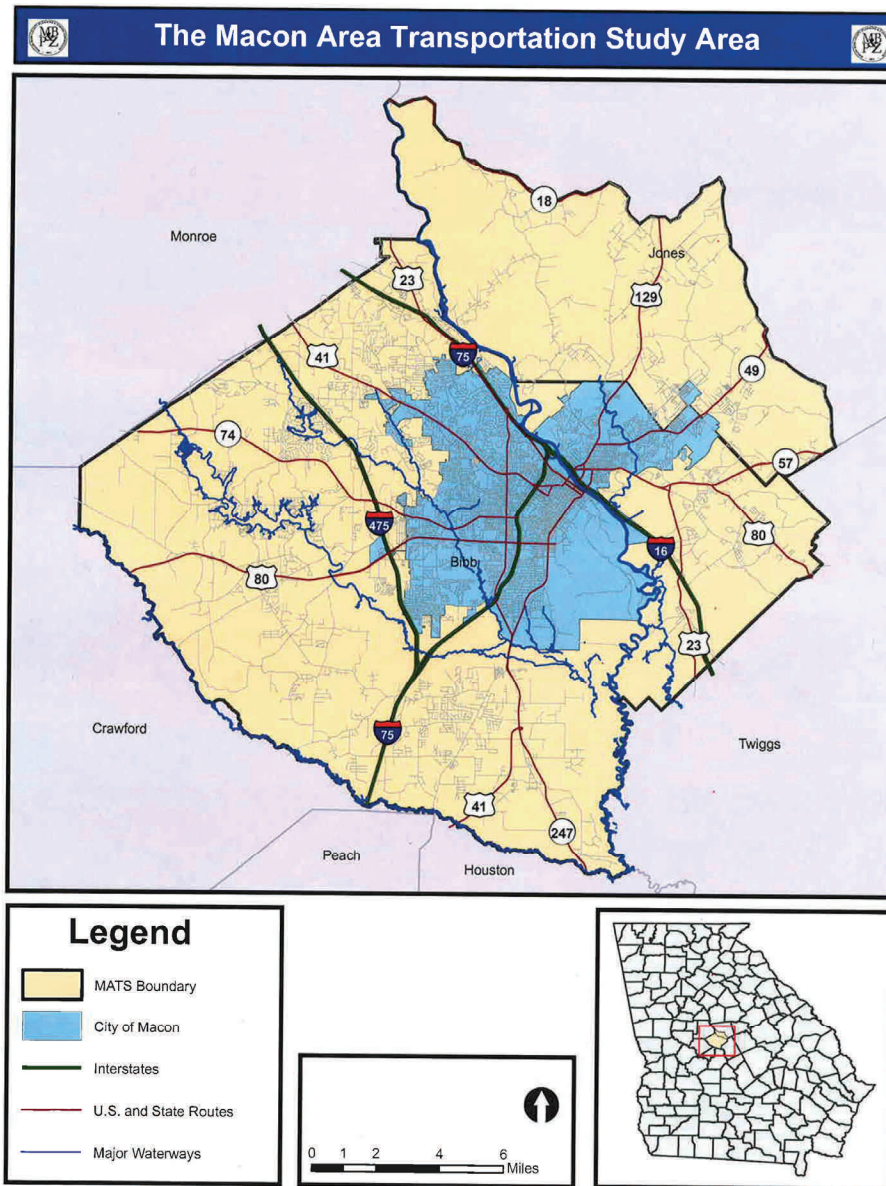 The Macon Area Transportation Study Area
18
Monroe
Jones
23
129
41
75
49
74
57
475
80
16
80
Bibb
23
Crawford
75
Twiggs
41
247
Peach
Houston
Legend
MATS Boundary
City of Macon
Interstates
U.S. and State Routes
Major Waterways
0 1 2 4 6
Miles